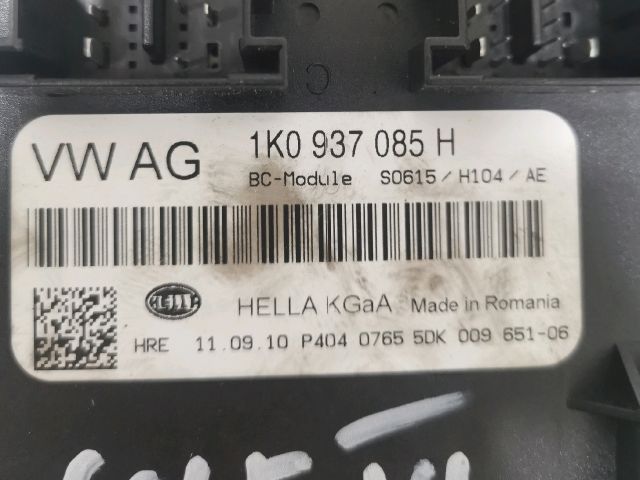 C
VW AG 1K0 937 085 H
BC-Module S0615/H104/AE
HELLA
HELLA KGaA Made in Romania
HRE 11.09.10 P404 0765 5DK 009 651-06